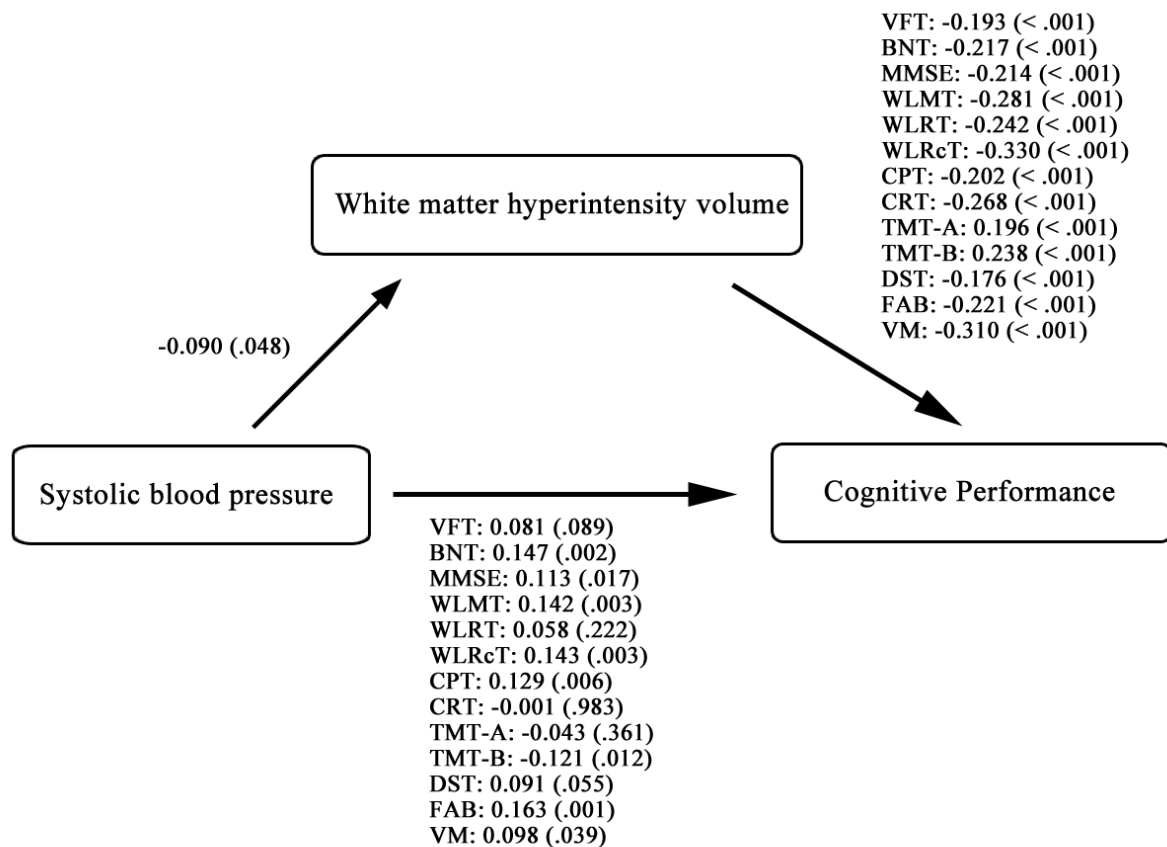 VFT: -0.193 (< .001)
BNT: -0.217 (< .001)
MMSE: -0.214 (< .001)
WLMT: -0.281 (< .001)
WLRT: -0.242 (< .001)
WLRcT: -0.330 (< .001)
CPT: -0.202 (< .001)
CRT: -0.268 (< .001)
TMT-A: 0.196 (< .001)
TMT-B: 0.238 (< .001)
DST: -0.176 (< .001)
FAB: -0.221 (< .001)
VM: -0.310 (< .001)
White matter hyperintensity volume
-0.090 (.048)
Systolic blood pressure
Cognitive Performance
VFT: 0.081 (.089)
BNT: 0.147 (.002)
MMSE: 0.113 (.017)
WLMT: 0.142 (.003)
WLRT: 0.058 (.222)
WLRcT: 0.143 (.003)
CPT: 0.129 (.006)
CRT: -0.001 (.983)
TMT-A: -0.043 (.361)
TMT-B: -0.121 (.012)
DST: 0.091 (.055)
FAB: 0.163 (.001)
VM: 0.098 (.039)